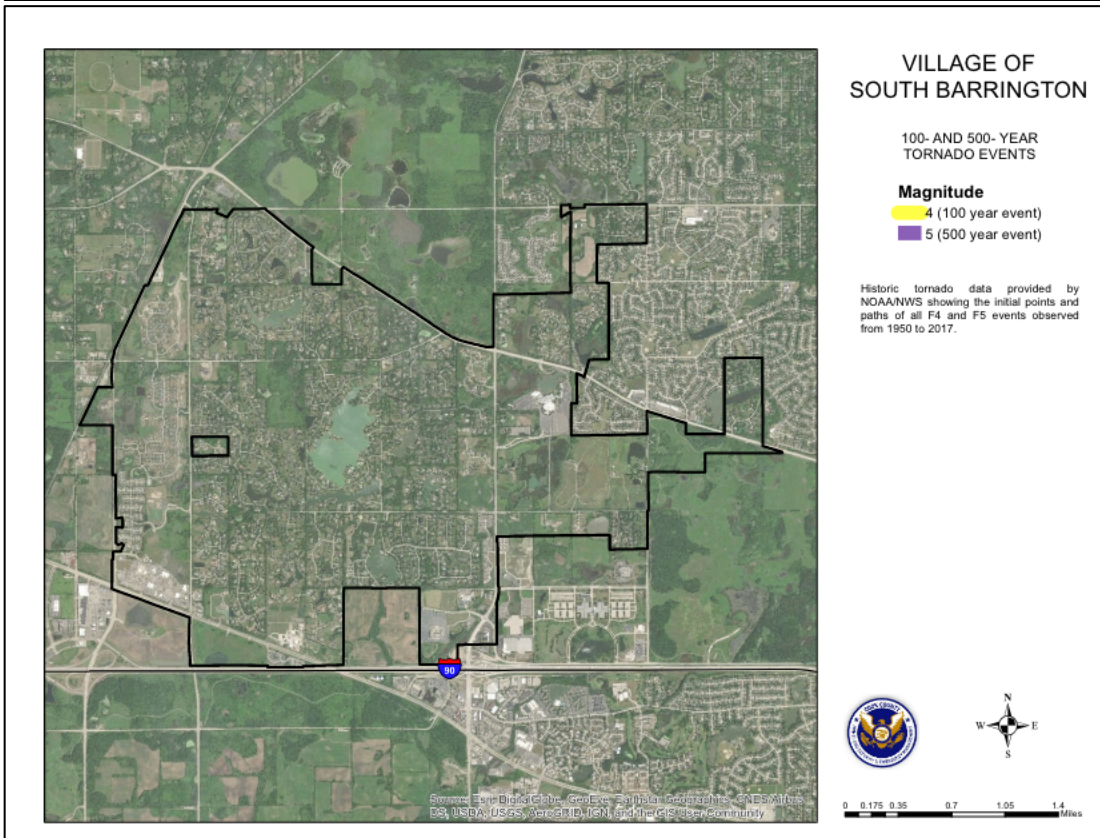 VILLAGE OF
SOUTH BARRINGTON
100- AND 500- YEAR
TORNADO EVENTS
Magnitude
4 (100 year event)
5 (500 year event)
Historic tornado data provided by
NOAA/NWS showing the initial points and
paths of all F4 and F5 events observed
from 1950 to 2017.
90
Source: Esri, DigitalGlobe, GeoEye, Earthstar Geographics, CNES/Airbus
DS, USDA, USGS, AeroGRID, IGN, and the GIS User Community
COOK COUNTY
N
W E
S
0 0.175 0.35 0.7 1.05 1.4
Miles